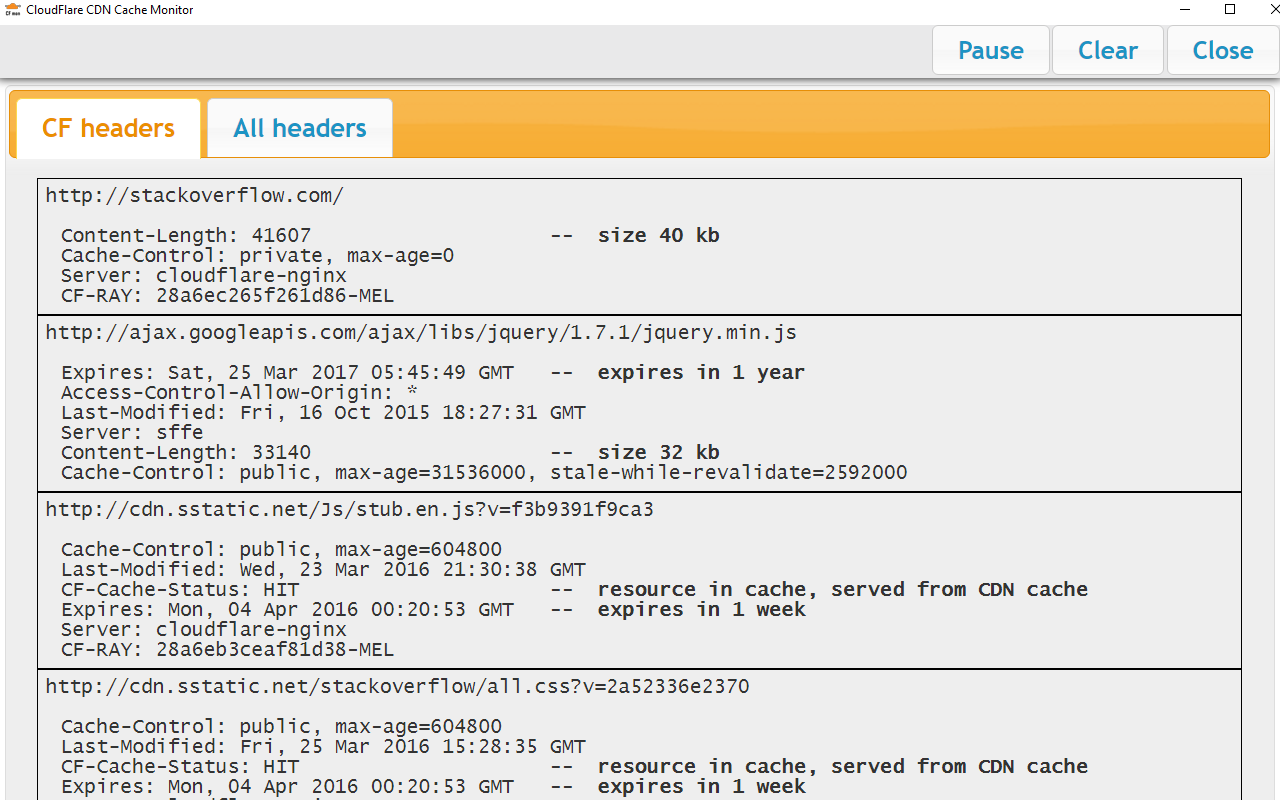 CloudFlare CDN Cache Monitor
Pause Clear Close
CF headers All headers
http://stackoverflow.com/
Content-Length: 41607 -- size 40 kb
Cache-Control: private, max-age=0
Server: cloudflare-nginx
CF-RAY: 28a6ec265f261d86-MEL
http://ajax.googleapis.com/ajax/libs/jquery/1.7.1/jquery.min.js
Expires: Sat, 25 Mar 2017 05:45:49 GMT -- expires in 1 year
Access-Control-Allow-Origin: *
Last-Modified: Fri, 16 Oct 2015 18:27:31 GMT
Server: sffe
Content-Length: 33140 -- size 32 kb
Cache-Control: public, max-age=31536000, stale-while-revalidate=2592000
http://cdn.sstatic.net/Js/stub.en.js?v=f3b9391f9ca3
Cache-Control: public, max-age=604800
Last-Modified: Wed, 23 Mar 2016 21:30:38 GMT
CF-Cache-Status: HIT -- resource in cache, served from CDN cache
Expires: Mon, 04 Apr 2016 00:20:53 GMT -- expires in 1 week
Server: cloudflare-nginx
CF-RAY: 28a6eb3ceaf81d38-MEL
http://cdn.sstatic.net/stackoverflow/all.css?v=2a52336e2370
Cache-Control: public, max-age=604800
Last-Modified: Fri, 25 Mar 2016 15:28:35 GMT
CF-Cache-Status: HIT -- resource in cache, served from CDN cache
Expires: Mon, 04 Apr 2016 00:20:53 GMT -- expires in 1 week